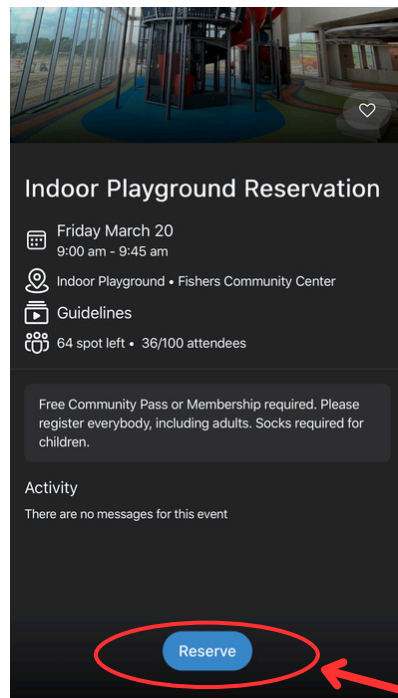 Indoor Playground Reservation
Friday March 20
9:00 am - 9:45 am
Indoor Playground • Fishers Community Center
Guidelines
64 spot left • 36/100 attendees
Free Community Pass or Membership required. Please
register everybody, including adults. Socks required for
children.
Activity
There are no messages for this event
Reserve